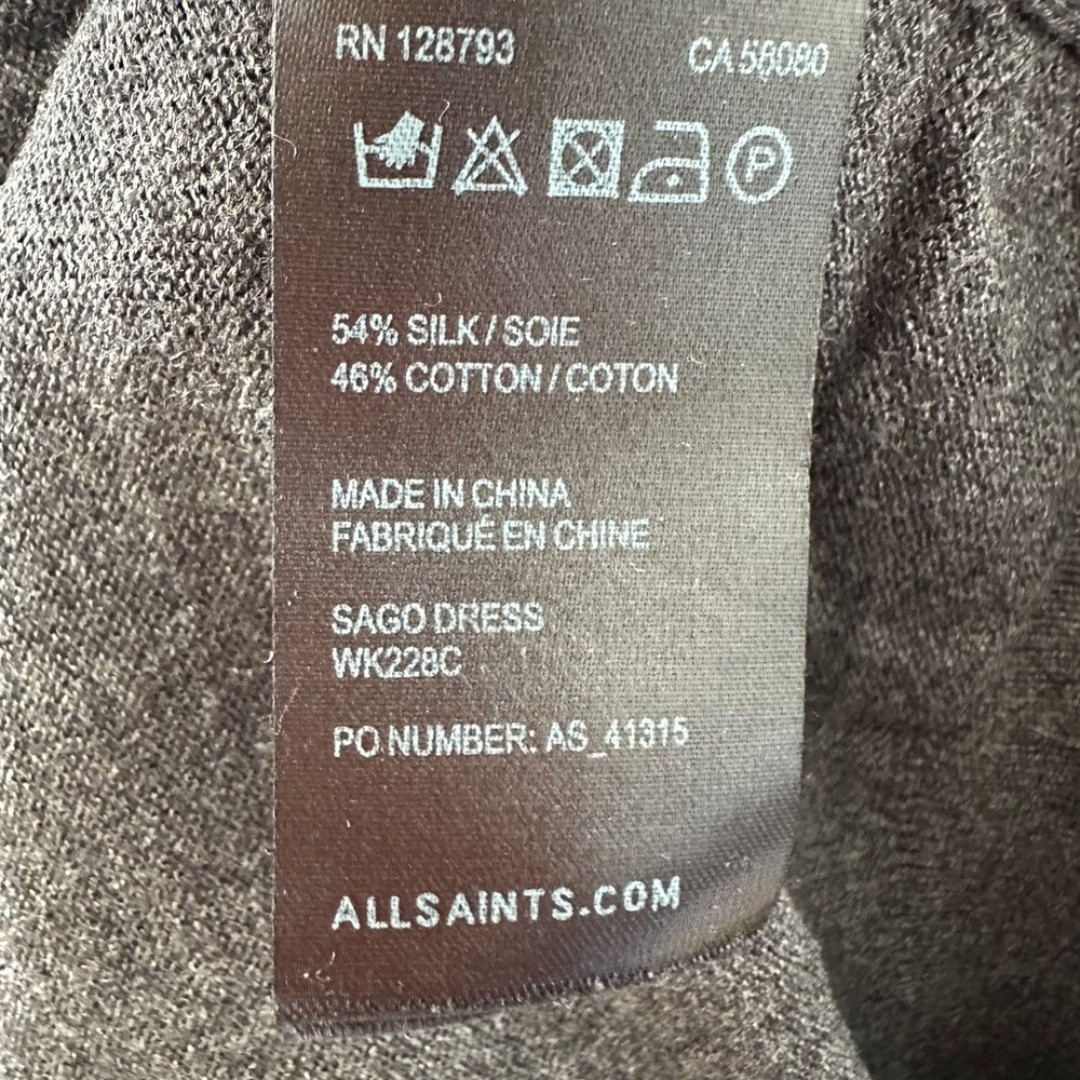 RN 128793 CA 56080
P
54% SILK / SOIE
46% COTTON / COTON
MADE IN CHINA
FABRIQUÉ EN CHINE
SAGO DRESS
WK228C
PO NUMBER: AS_41315
ALLSAINTS.COM